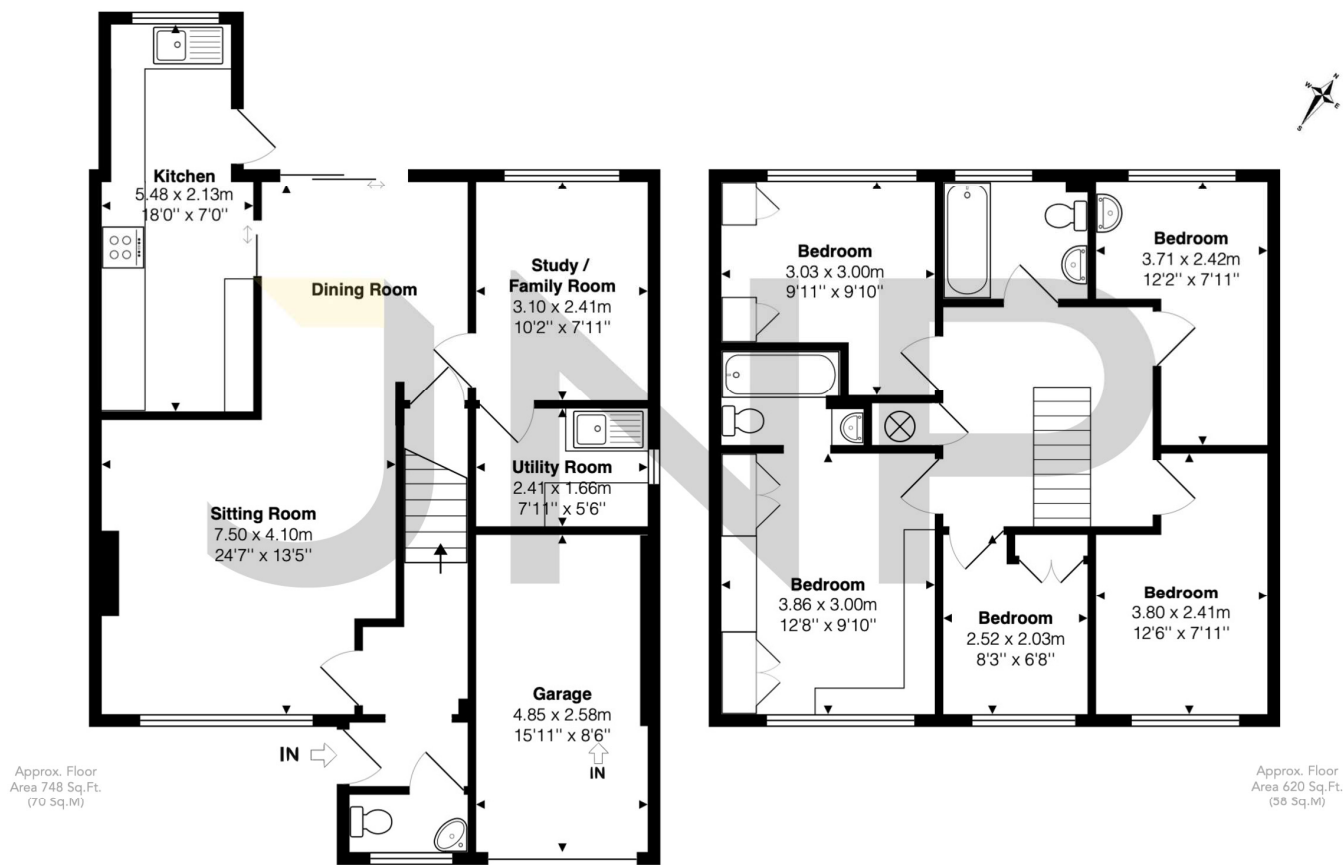 Kitchen
5.48 x 2.13m
18'0'' x 7'0''
Dining Room
Study /
Family Room
3.10 x 2.41m
10'2'' x 7'11''
Utility Room
2.41 x 1.66m
7'11'' x 5'6''
Sitting Room
7.50 x 4.10m
24'7'' x 13'5''
Garage
4.85 x 2.58m
15'11'' x 8'6''
IN
IN
Approx. Floor
Area 748 Sq.Ft.
(70 Sq.M)
N
W
E
S
Bedroom
3.03 x 3.00m
9'11'' x 9'10''
Bedroom
3.71 x 2.42m
12'2'' x 7'11''
Bedroom
3.86 x 3.00m
12'8'' x 9'10''
Bedroom
2.52 x 2.03m
8'3'' x 6'8''
Bedroom
3.80 x 2.41m
12'6'' x 7'11''
Approx. Floor
Area 620 Sq.Ft.
(58 Sq.M)
JNP